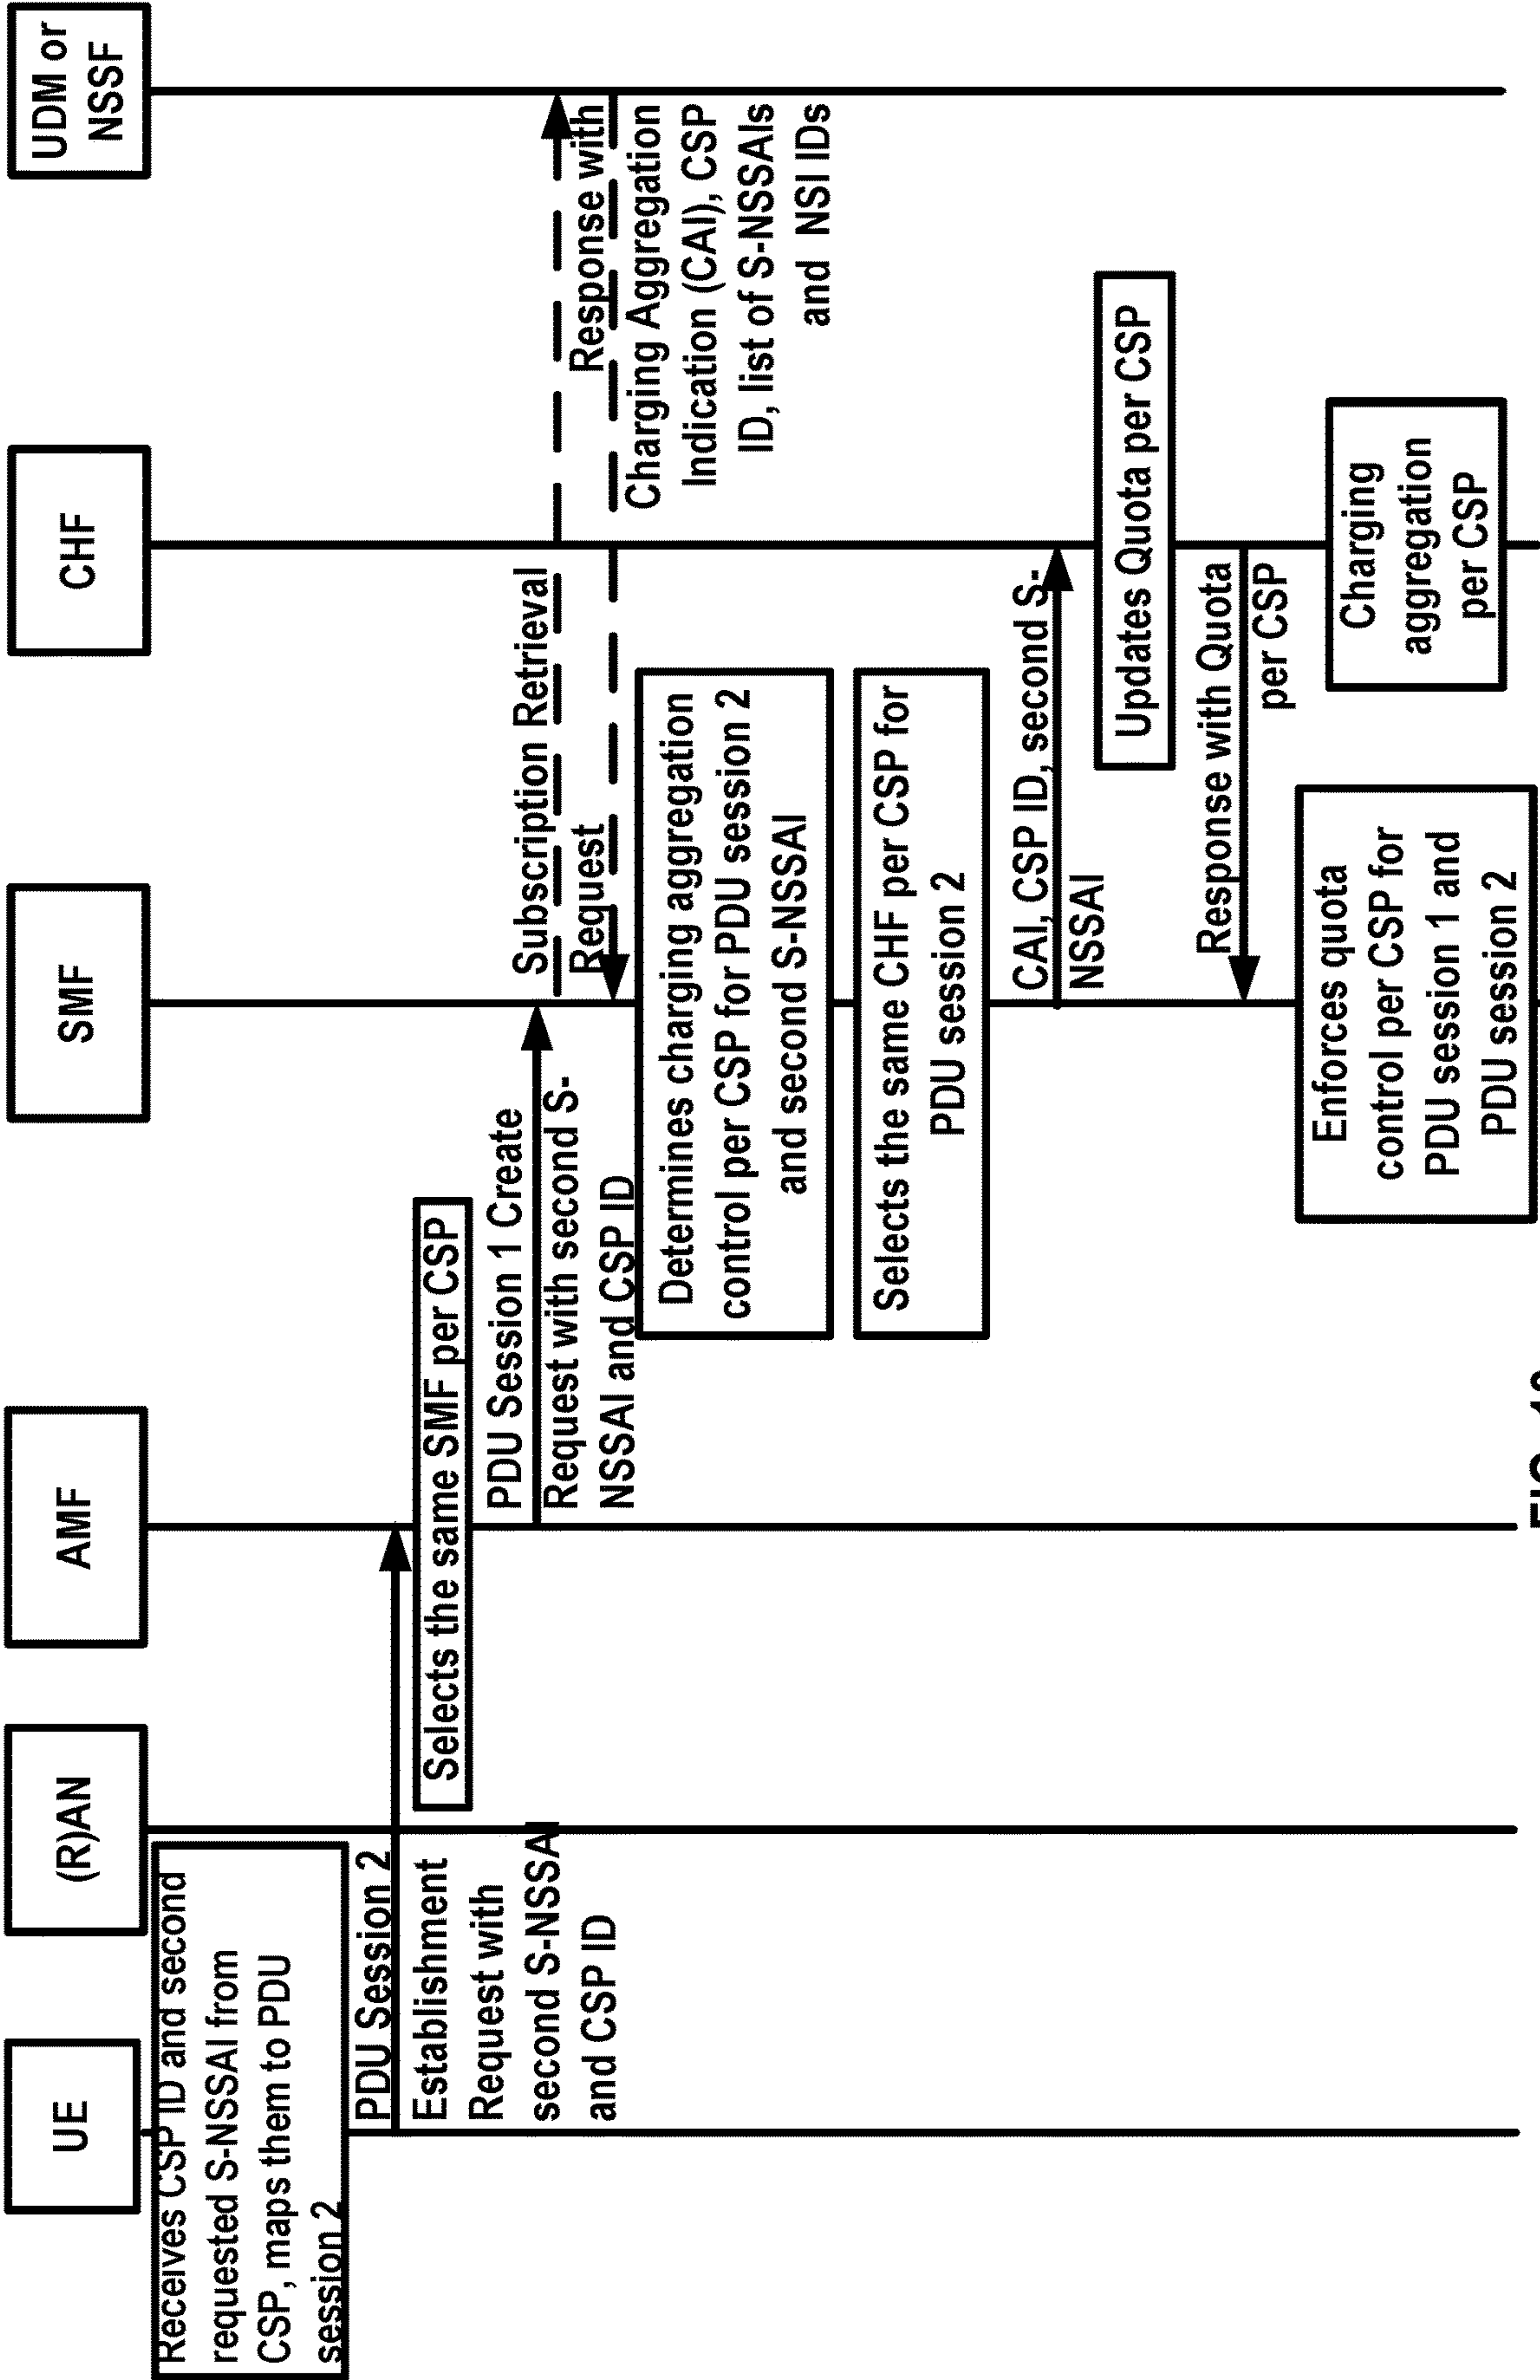 UE
(R)AN
AMF
SMF
CHF
UDM or
NSSF
Receives CSP ID and second
requested S-NSSAI from
CSP, maps them to PDU
session 2
PDU Session 2
Establishment
Request with
second S-NSSAI
and CSP ID
Selects the same SMF per CSP
PDU Session 1 Create
Request with second S-
NSSAI and CSP ID
Subscription Retrieval
Request
Response with
Charging Aggregation
Indication (CAI), CSP
ID, list of S-NSSAIs
and NSI IDs
Determines charging aggregation
control per CSP for PDU session 2
and second S-NSSAI
Selects the same CHF per CSP for
PDU session 2
CAI, CSP ID, second S-
NSSAI
Updates Quota per CSP
Response with Quota
per CSP
Enforces quota
control per CSP for
PDU session 1 and
PDU session 2
Charging
aggregation
per CSP